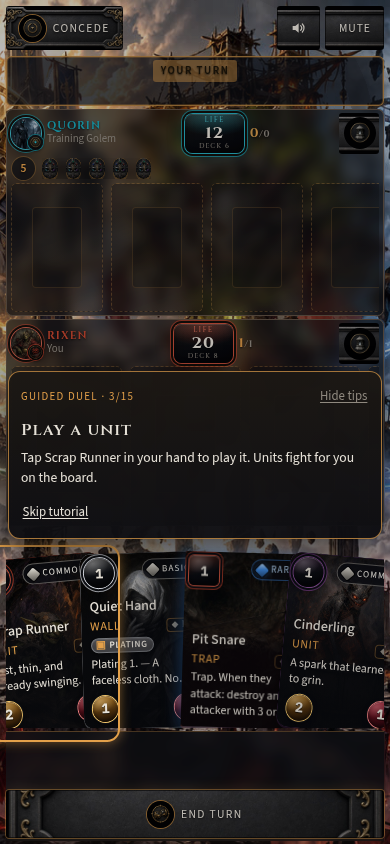 CONCEDE
MUTE
YOUR TURN
QUORIN
Training Golem
LIFE
12
DECK 6
0/0
5
RIXEN
You
LIFE
20
DECK 8
1/1
GUIDED DUEL · 3/15
Hide tips
PLAY A UNIT
Tap Scrap Runner in your hand to play it. Units fight for you
on the board.
Skip tutorial
COMMO
rap Runner
IT
st, thin, and
eady swinging.
2
1
BASI
Quiet Hand
WALL
PLATING
Plating 1. — A
faceless cloth. No.
1
1
RAR
Pit Snare
TRAP
Trap. When they
attack: destroy an
attacker with 3 or
1
COMM
Cinderling
UNIT
A spark that learne
to grin.
2
1
END TURN